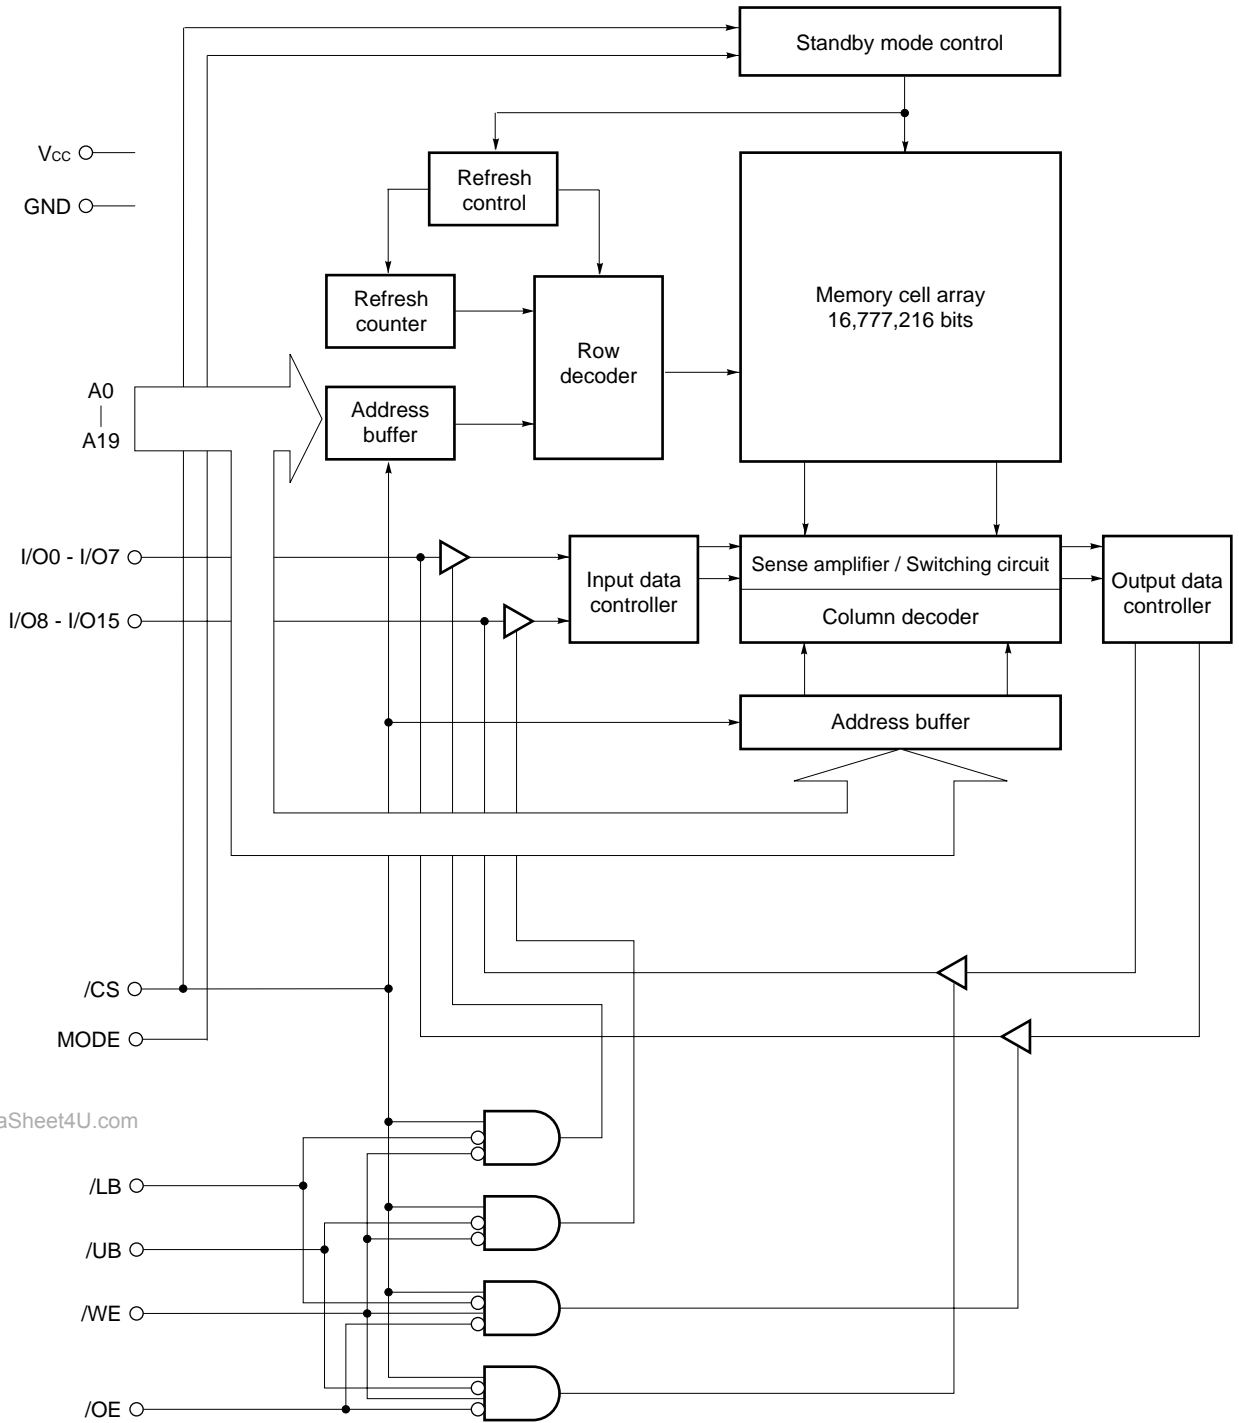 Standby mode control
VCC
GND
Refresh
control
Memory cell array
16,777,216 bits
Refresh
counter
Row
decoder
A0
A19
Address
buffer
I/O0 - I/O7
I/O8 - I/O15
Input data
controller
Sense amplifier / Switching circuit
Column decoder
Output data
controller
Address buffer
/CS
MODE
aSheet4U.com
/LB
/UB
/WE
/OE